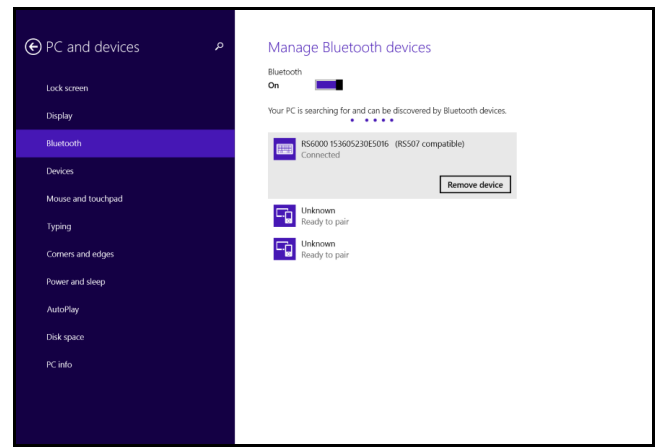 PC and devices
Lock screen
Display
Bluetooth
Devices
Mouse and touchpad
Typing
Corners and edges
Power and sleep
AutoPlay
Disk space
PC info
Manage Bluetooth devices
Bluetooth
On
Your PC is searching for and can be discovered by Bluetooth devices.
RS6000 153605230E5016 (RS507 compatible)
Connected
Remove device
Unknown
Ready to pair
Unknown
Ready to pair